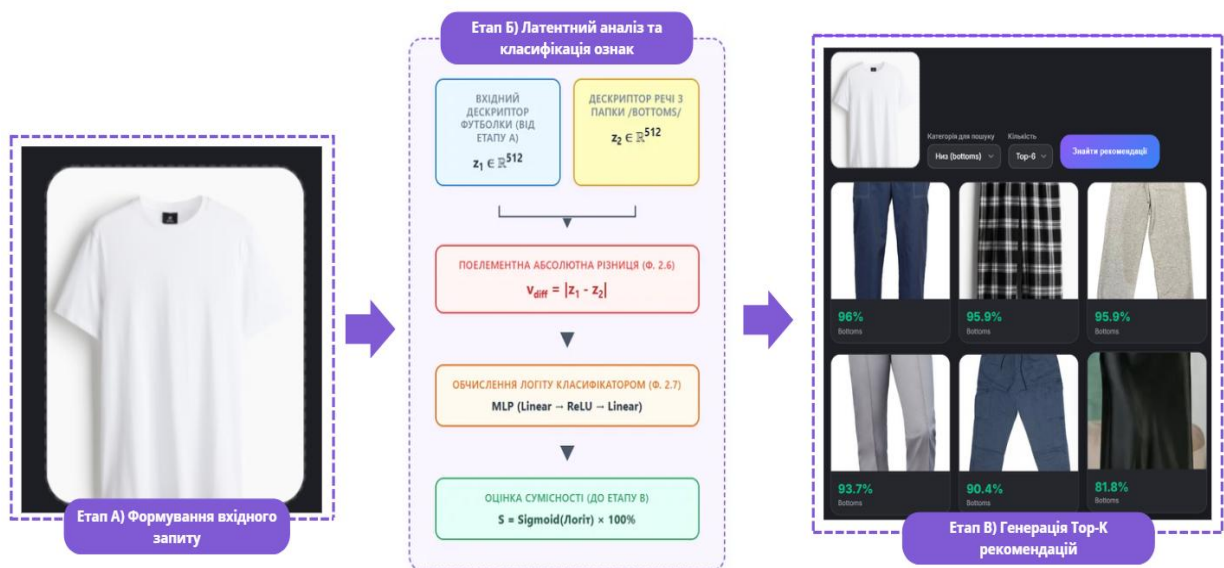 Етап А) Формування вхідного
запиту
Етап Б) Латентний аналіз та
класифікація ознак
ВХІДНИЙ
ДЕСКРИПТОР
ФУТБОЛКИ (ВІД
ЕТАПУ А)
z₁ ∈ ℝ⁵¹²
ДЕСКРИПТОР РЕЧІ З
ПАПКИ /BOTTOMS/
z₂ ∈ ℝ⁵¹²
ПОЕЛЕМЕНТНА АБСОЛЮТНА РІЗНИЦЯ (Ф. 2.6)
v_diff = |z₁ - z₂|
ОБЧИСЛЕННЯ ЛОГІТУ КЛАСИФІКАТОРОМ (Ф. 2.7)
MLP (Linear → ReLU → Linear)
ОЦІНКА СУМІСНОСТІ (ДО ЕТАПУ В)
S = Sigmoid(Логіт) × 100%
Категорія для пошуку
Кількість
Низ (bottoms)
Top-6
Знайти рекомендації
96%
Bottoms
95.9%
Bottoms
95.9%
Bottoms
93.7%
Bottoms
90.4%
Bottoms
81.8%
Bottoms
Етап В) Генерація Top-K
рекомендацій